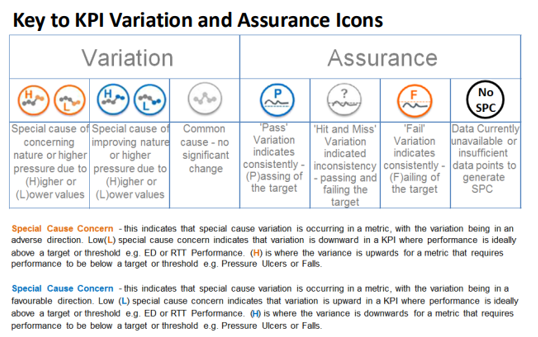 Key to KPI Variation and Assurance Icons
Variation
Assurance
H
L
H
L
P
?
F
No
SPC
Special cause of
concerning
nature or higher
pressure due to
(H)igher or
(L)ower values
Special cause of
improving nature
or higher
pressure due to
(H)igher or
(L)ower values
Common
cause - no
significant
change
'Pass'
Variation
indicates
consistently -
(P)assing of
the target
'Hit and Miss'
Variation
indicated
inconsistency
- passing and
failing the
target
'Fail'
Variation
indicates
consistently -
(F)ailing of
the target
Data Currently
unavailable or
insufficient
data points to
generate
SPC
Special Cause Concern - this indicates that special cause variation is occurring in a metric, with the variation being in an
adverse direction. Low(L) special cause concern indicates that variation is downward in a KPI where performance is ideally
above a target or threshold e.g. ED or RTT Performance. (H) is where the variance is upwards for a metric that requires
performance to be below a target or threshold e.g. Pressure Ulcers or Falls.
Special Cause Concern - this indicates that special cause variation is occurring in a metric, with the variation being in a
favourable direction. Low (L) special cause concern indicates that variation is upward in a KPI where performance is ideally
above a target or threshold e.g. ED or RTT Performance. (H) is where the variance is downwards for a metric that requires
performance to be below a target or threshold e.g. Pressure Ulcers or Falls.